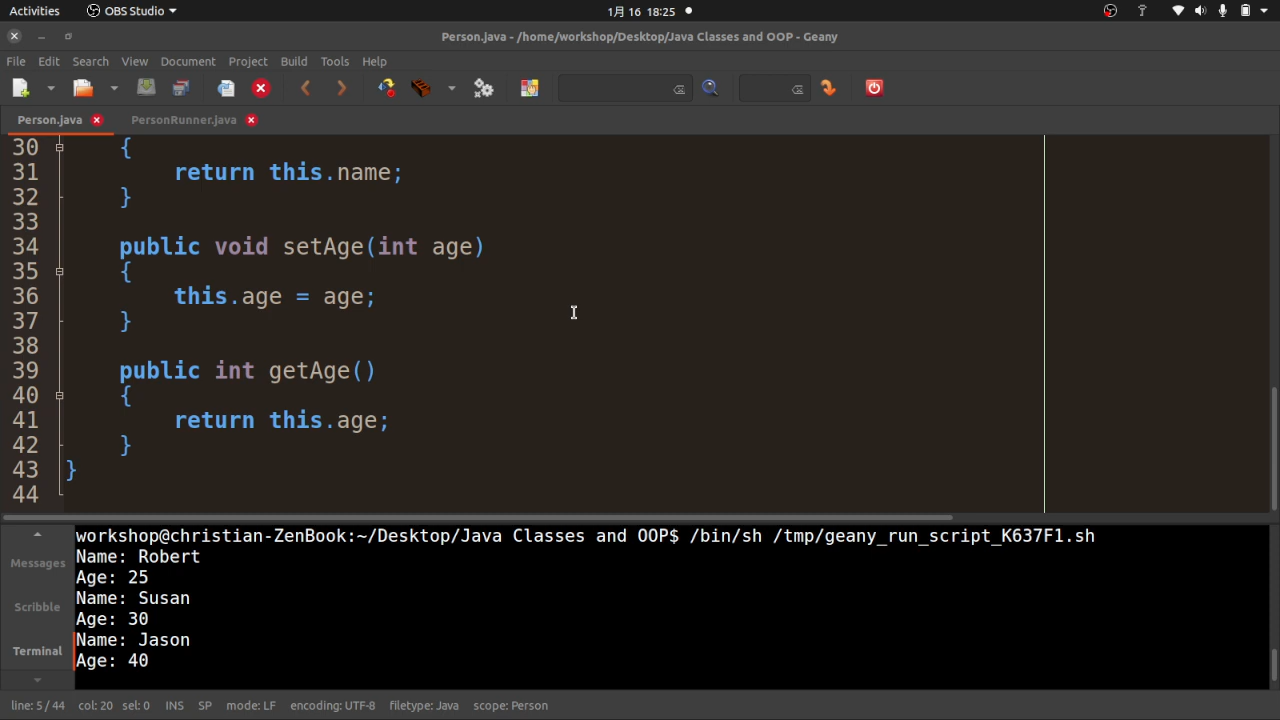 Activities OBS Studio 1月 16 18:25
Person.java - /home/workshop/Desktop/Java Classes and OOP - Geany
File Edit Search View Document Project Build Tools Help
Person.java PersonRunner.java
30 {
31 return this.name;
32 }
33
34 public void setAge(int age)
35 {
36 this.age = age;
37 }
38
39 public int getAge()
40 {
41 return this.age;
42 }
43 }
44
Messages
Scribble
Terminal
workshop@christian-ZenBook:~/Desktop/Java Classes and OOP$ /bin/sh /tmp/geany_run_script_K637F1.sh
Name: Robert
Age: 25
Name: Susan
Age: 30
Name: Jason
Age: 40
line: 5 / 44 col: 20 sel: 0 INS SP mode: LF encoding: UTF-8 filetype: Java scope: Person